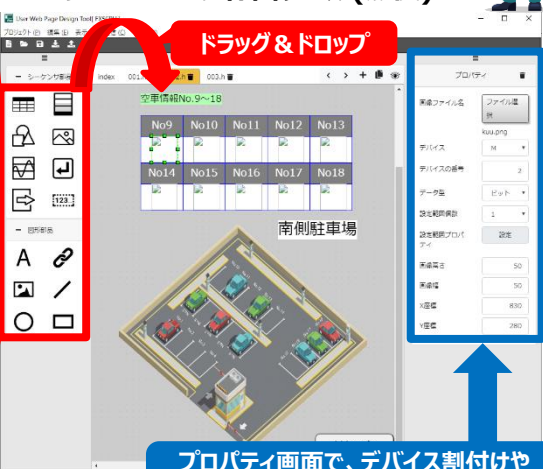 User Web Page Design Tool
ドラッグ＆ドロップ
シーケンサ部品
index
003.h
プロパティ
空車情報No.9～18
No9 No10 No11 No12 No13
No14 No15 No16 No17 No18
南側駐車場
123..
図形部品
A
画像ファイル名
ファイル選択
kuu.png
デバイス
M
デバイスの番号
2
データ型
ビット
設定範囲個数
1
設定範囲プロパティ
設定
画像高さ
50
画像幅
50
X座標
830
Y座標
280
プロパティ画面で、デバイス割付けや